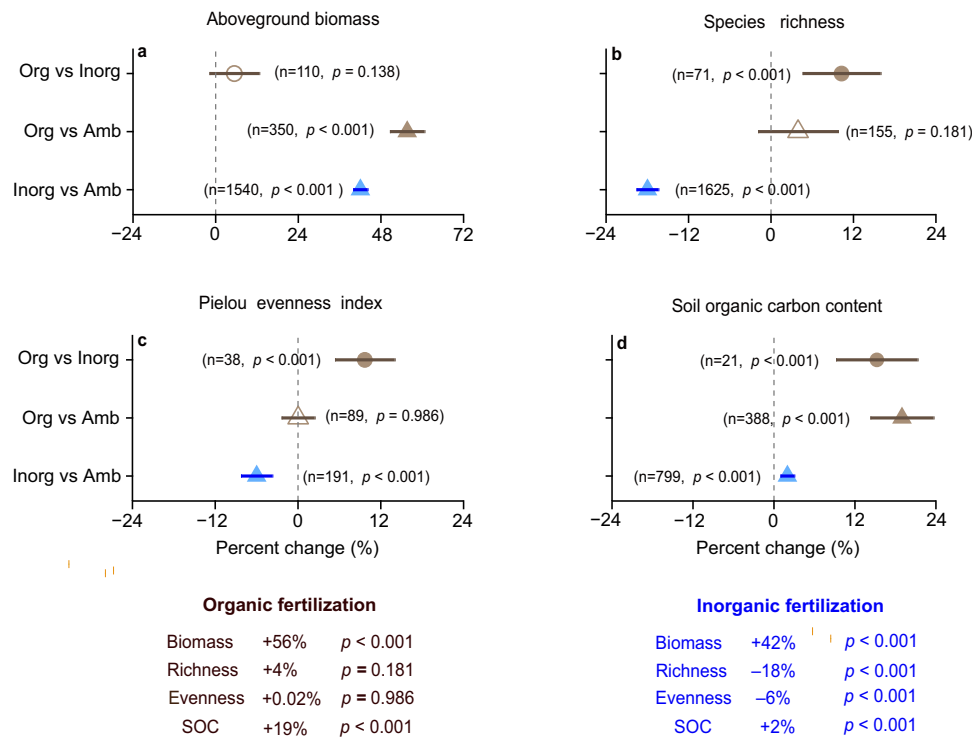 Aboveground biomass
a
Org vs Inorg
(n=110, p = 0.138)
Org vs Amb
(n=350, p < 0.001)
Inorg vs Amb
(n=1540, p < 0.001 )
−24 0 24 48 72
Species richness
b
(n=71, p < 0.001)
(n=155, p = 0.181)
(n=1625, p < 0.001)
−24 −12 0 12 24
Pielou evenness index
c
Org vs Inorg
(n=38, p < 0.001)
Org vs Amb
(n=89, p = 0.986)
Inorg vs Amb
(n=191, p < 0.001)
−24 −12 0 12 24
Percent change (%)
Soil organic carbon content
d
(n=21, p < 0.001)
(n=388, p < 0.001)
(n=799, p < 0.001)
−24 −12 0 12 24
Percent change (%)
Organic fertilization
Biomass +56% p < 0.001
Richness +4% p = 0.181
Evenness +0.02% p = 0.986
SOC +19% p < 0.001
Inorganic fertilization
Biomass +42% p < 0.001
Richness −18% p < 0.001
Evenness −6% p < 0.001
SOC +2% p < 0.001